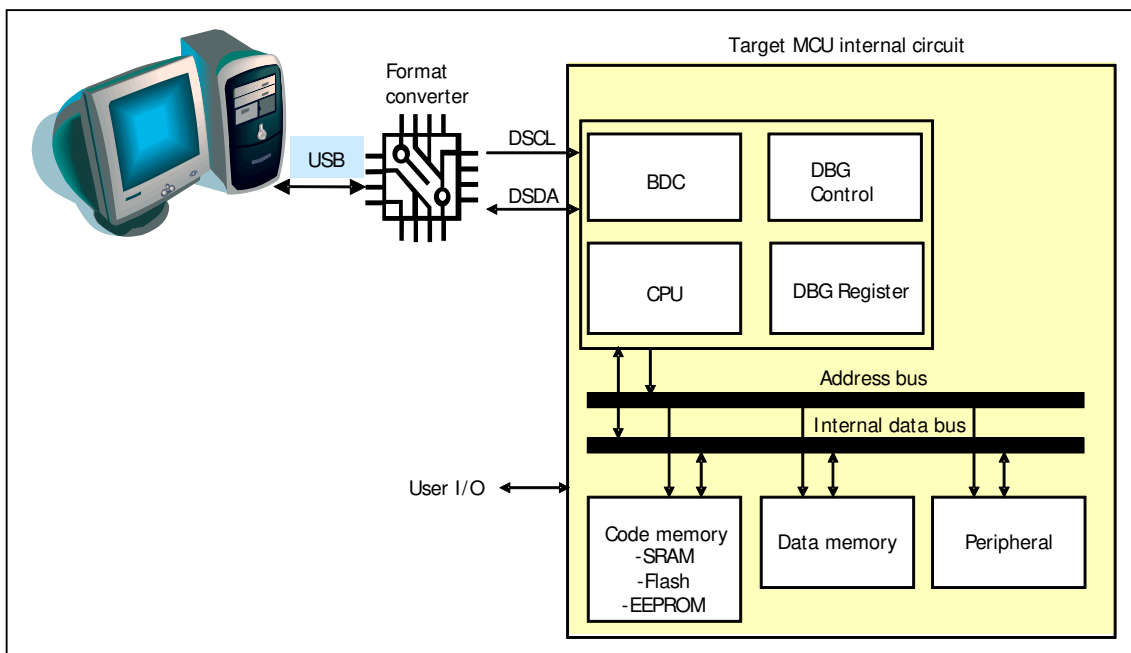 Target MCU internal circuit
Format
converter
USB
DSCL
DSDA
BDC
DBG
Control
CPU
DBG Register
Address bus
Internal data bus
User I/O
Code memory
-SRAM
-Flash
-EEPROM
Data memory
Peripheral